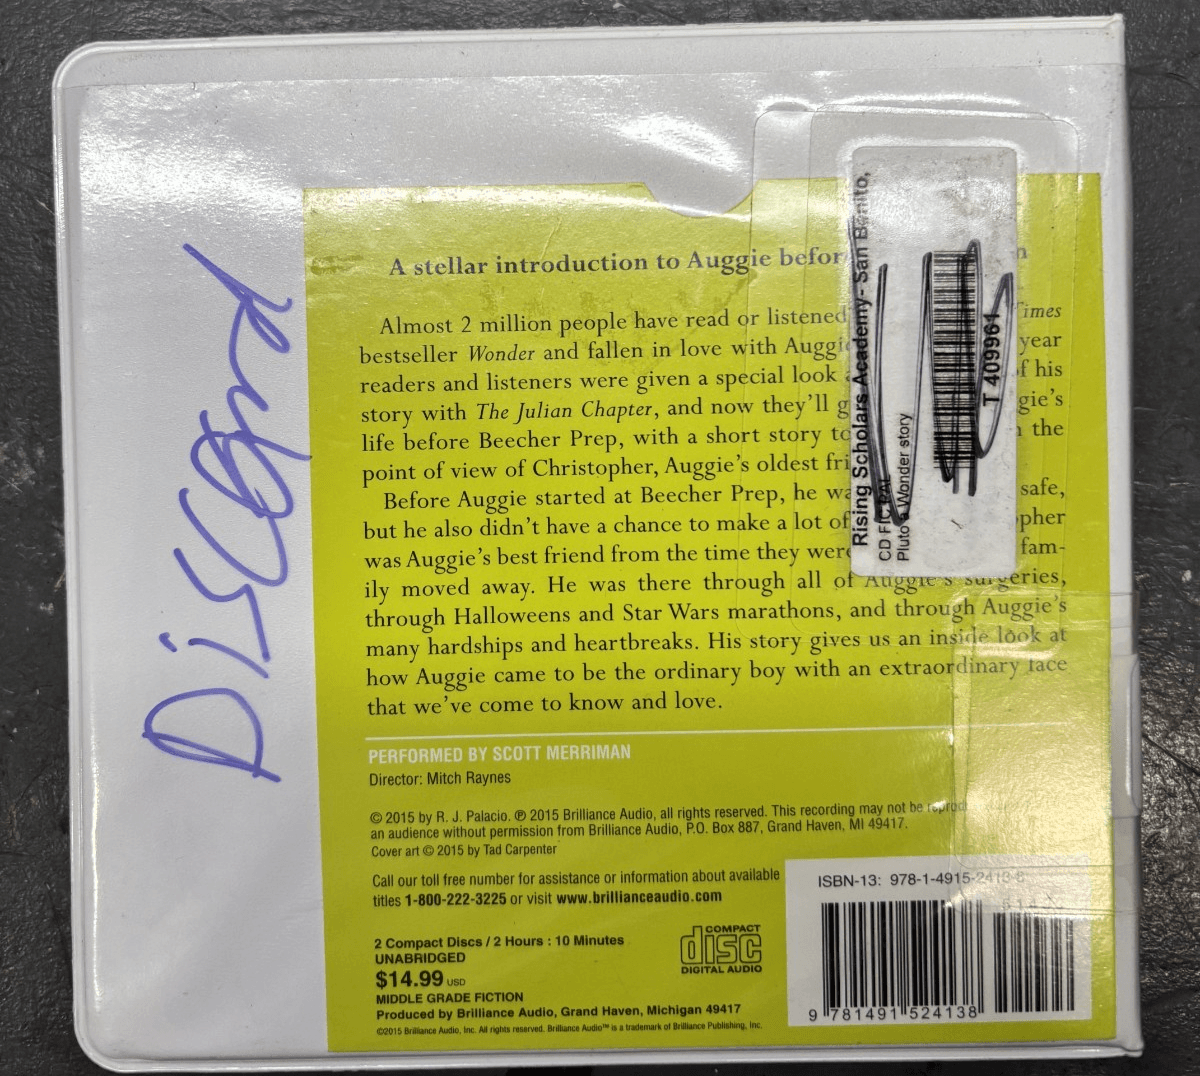 Discard
A stellar introduction to Auggie before
Almost 2 million people have read or listened Times
bestseller Wonder and fallen in love with Auggie year
readers and listeners were given a special look of his
story with The Julian Chapter, and now they'll g gie's
life before Beecher Prep, with a short story to the
point of view of Christopher, Auggie's oldest fri
Before Auggie started at Beecher Prep, he wa safe,
but he also didn't have a chance to make a lot of pher
was Auggie's best friend from the time they were fam-
ily moved away. He was there through all of Auggie's surgeries,
through Halloweens and Star Wars marathons, and through Auggie's
many hardships and heartbreaks. His story gives us an inside look at
how Auggie came to be the ordinary boy with an extraordinary face
that we've come to know and love.
Rising Scholars Academy- San Benito,
CD FIC PAL
Pluto a Wonder story
T 409961
PERFORMED BY SCOTT MERRIMAN
Director: Mitch Raynes
© 2015 by R. J. Palacio. ℗ 2015 Brilliance Audio, all rights reserved. This recording may not be reprod
an audience without permission from Brilliance Audio, P.O. Box 887, Grand Haven, MI 49417.
Cover art © 2015 by Tad Carpenter
Call our toll free number for assistance or information about available
titles 1-800-222-3225 or visit www.brillianceaudio.com
2 Compact Discs / 2 Hours : 10 Minutes
UNABRIDGED
$14.99 USD
MIDDLE GRADE FICTION
Produced by Brilliance Audio, Grand Haven, Michigan 49417
©2015 Brilliance Audio, Inc. All rights reserved. Brilliance Audio™ is a trademark of Brilliance Publishing, Inc.
COMPACT
disc
DIGITAL AUDIO
ISBN-13: 978-1-4915-2413-8
9 781491 524138